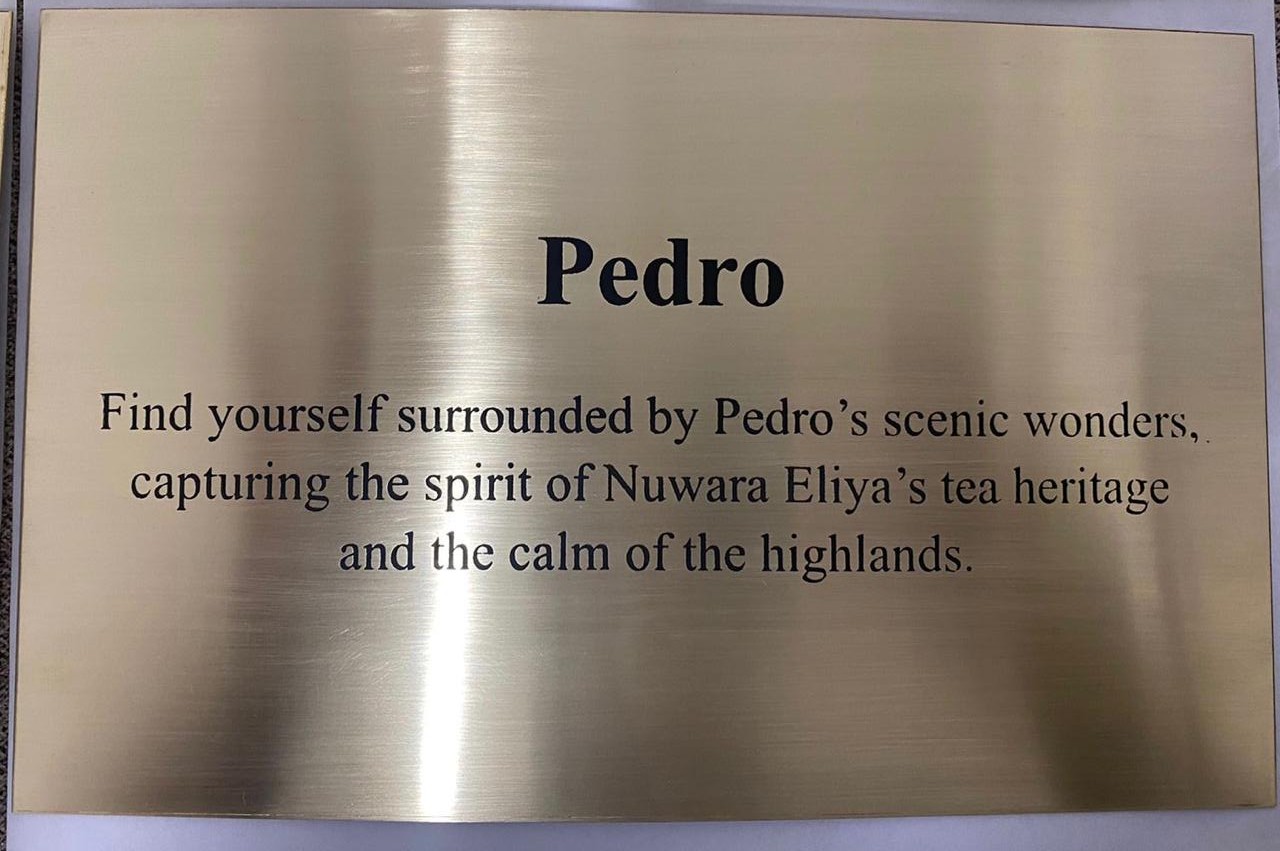 Pedro
Find yourself surrounded by Pedro’s scenic wonders,
capturing the spirit of Nuwara Eliya’s tea heritage
and the calm of the highlands.